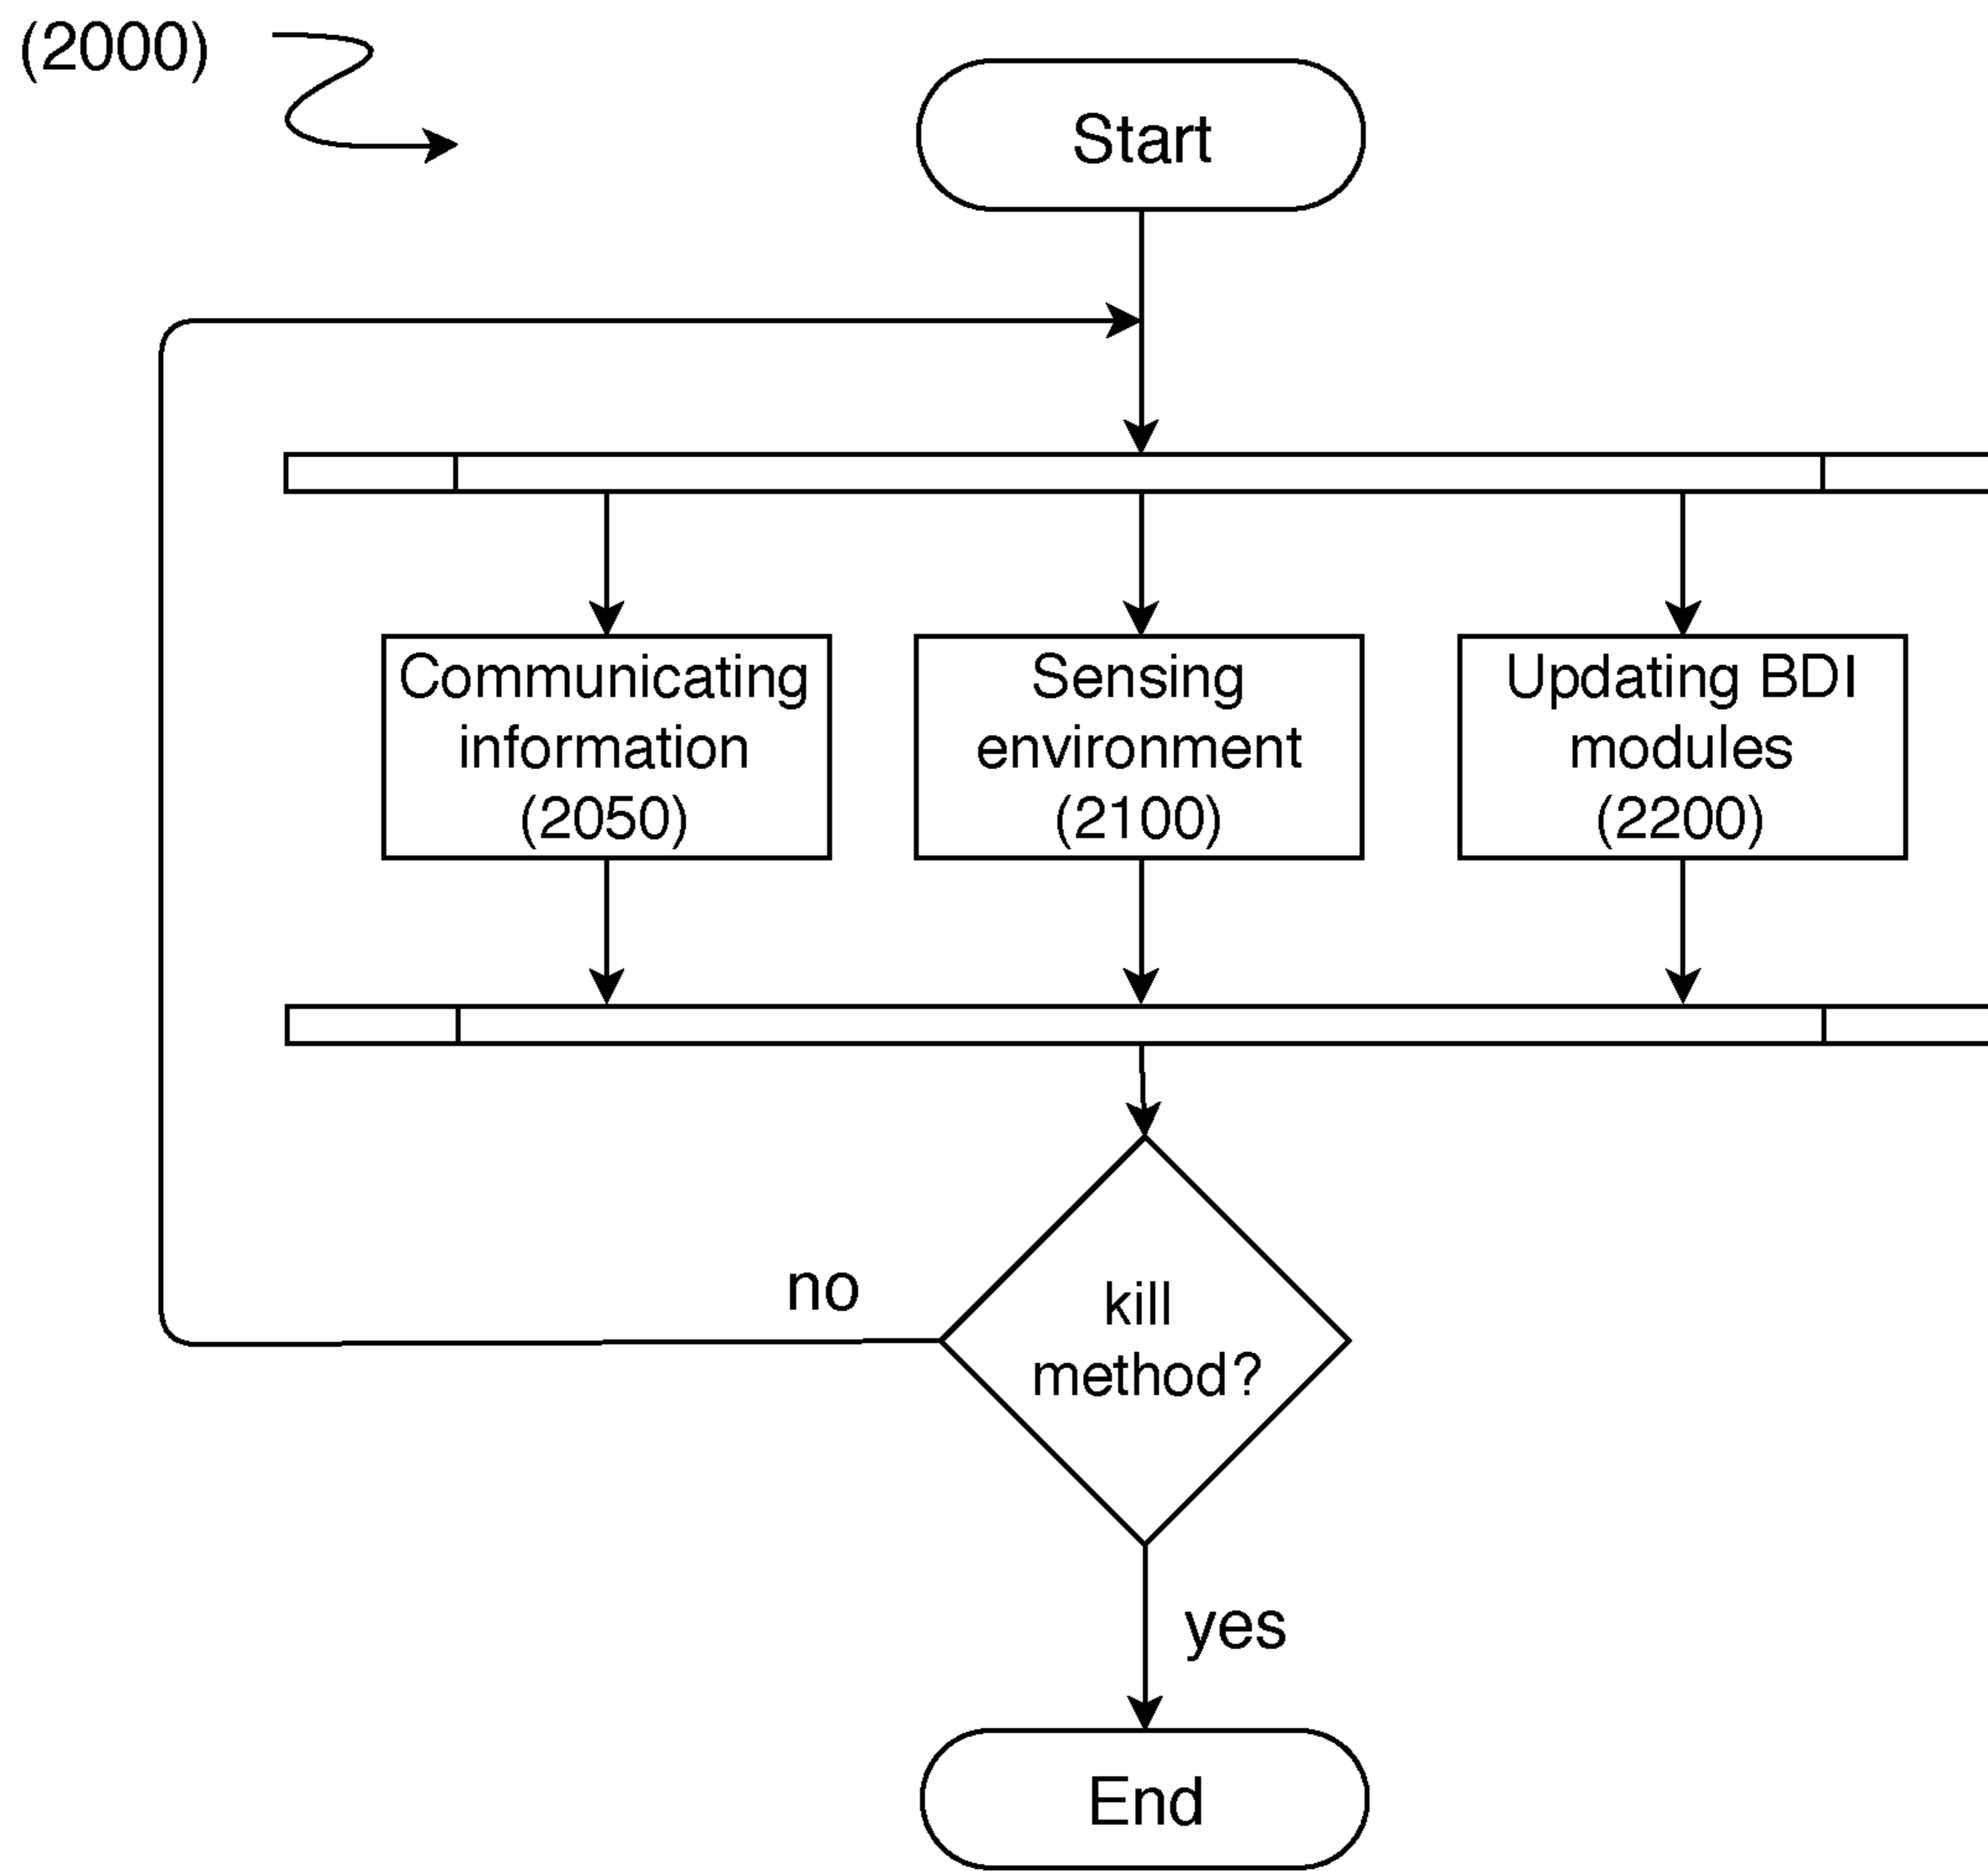 (2000)
Start
Communicating
information
(2050)
Sensing
environment
(2100)
Updating BDI
modules
(2200)
no
kill
method?
yes
End